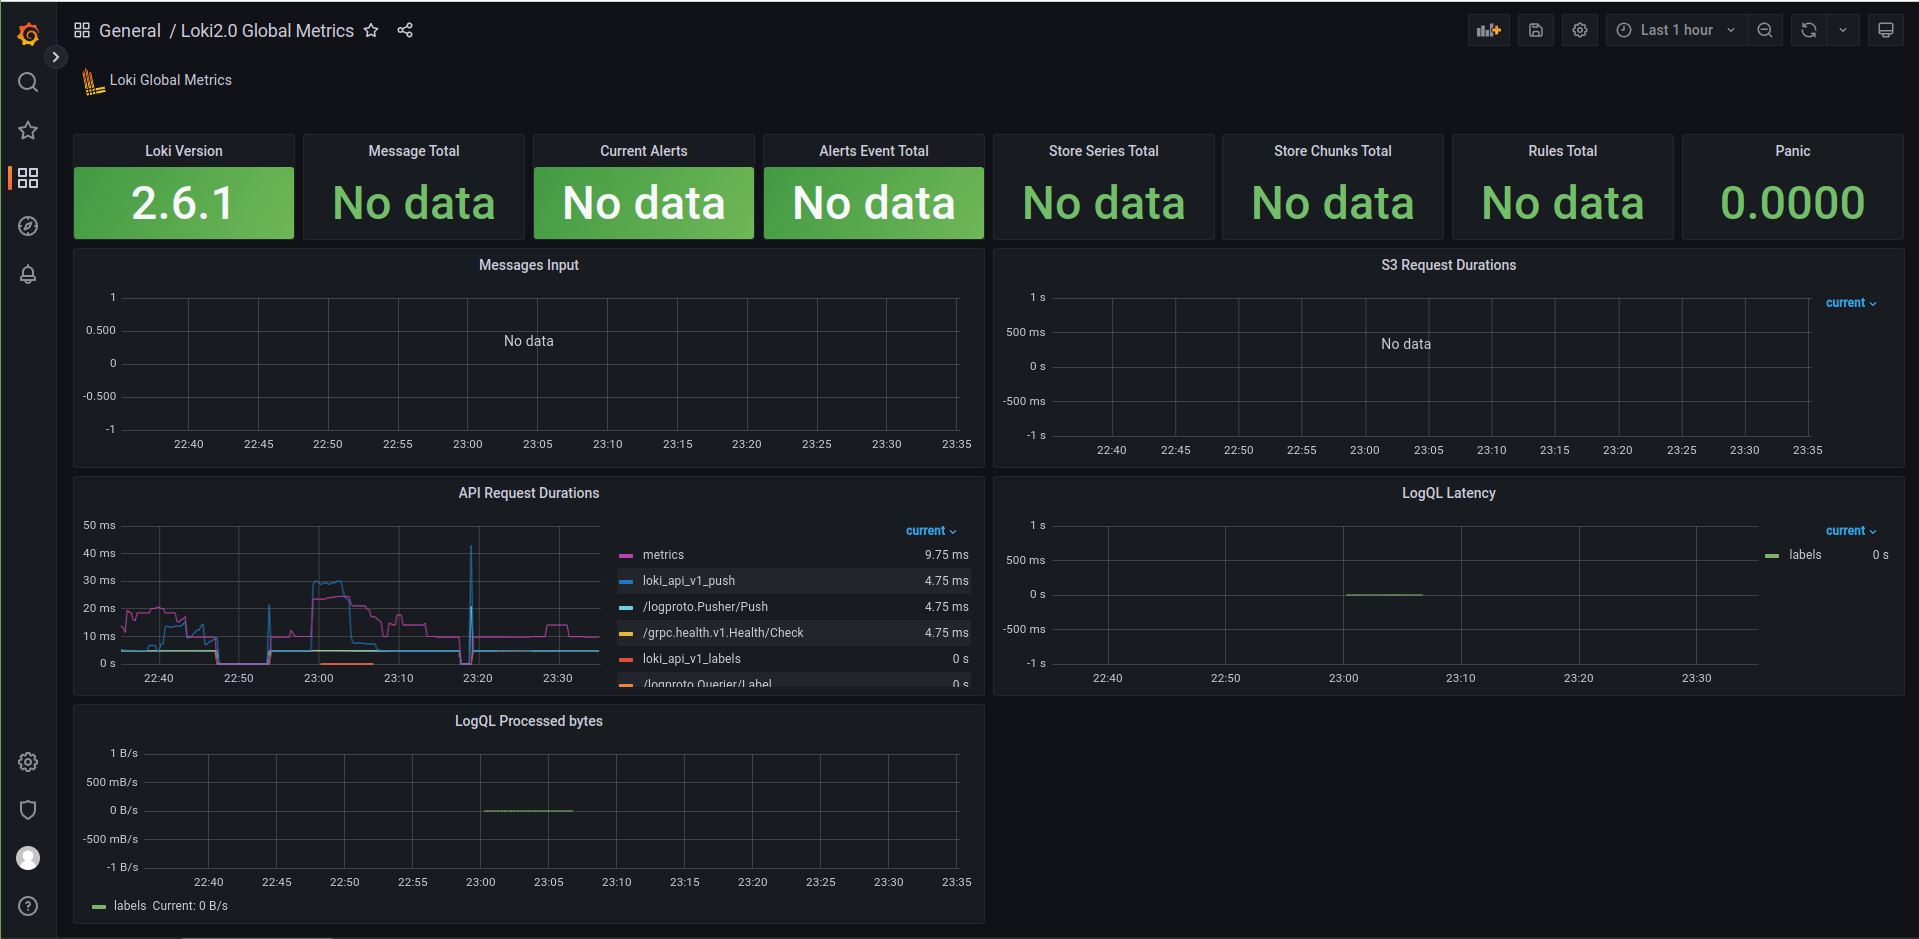 General / Loki2.0 Global Metrics
Last 1 hour
Loki Global Metrics
Loki Version
2.6.1
Message Total
No data
Current Alerts
No data
Alerts Event Total
No data
Store Series Total
No data
Store Chunks Total
No data
Rules Total
No data
Panic
0.0000
Messages Input
1
0.500
0
-0.500
-1
No data
22:40 22:45 22:50 22:55 23:00 23:05 23:10 23:15 23:20 23:25 23:30 23:35
S3 Request Durations
1 s
500 ms
0 s
-500 ms
-1 s
No data
22:40 22:45 22:50 22:55 23:00 23:05 23:10 23:15 23:20 23:25 23:30 23:35
current
API Request Durations
50 ms
40 ms
30 ms
20 ms
10 ms
0 s
22:40 22:50 23:00 23:10 23:20 23:30
current
metrics 9.75 ms
loki_api_v1_push 4.75 ms
/logproto.Pusher/Push 4.75 ms
/grpc.health.v1.Health/Check 4.75 ms
loki_api_v1_labels 0 s
/logproto.Querier/Label 0 s
LogQL Latency
1 s
500 ms
0 s
-500 ms
-1 s
22:40 22:50 23:00 23:10 23:20 23:30
current
labels 0 s
LogQL Processed bytes
1 B/s
500 mB/s
0 B/s
-500 mB/s
-1 B/s
22:40 22:45 22:50 22:55 23:00 23:05 23:10 23:15 23:20 23:25 23:30 23:35
labels Current: 0 B/s